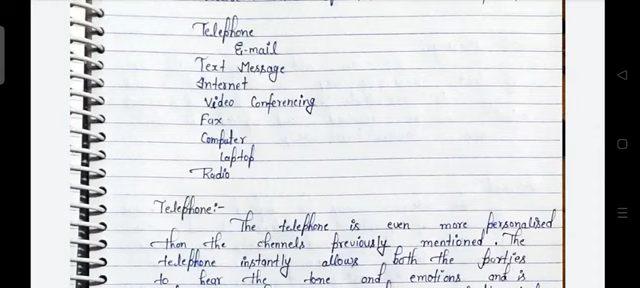 Telephone
E-mail
Text Message
Internet
Video Conferencing
Fax
Computer
Laptop
Radio
Telephone:-
The telephone is even more personalised
than the chennels previously mentioned. The
telephone instantly allows both the parties
to hear the tone and emotions and is